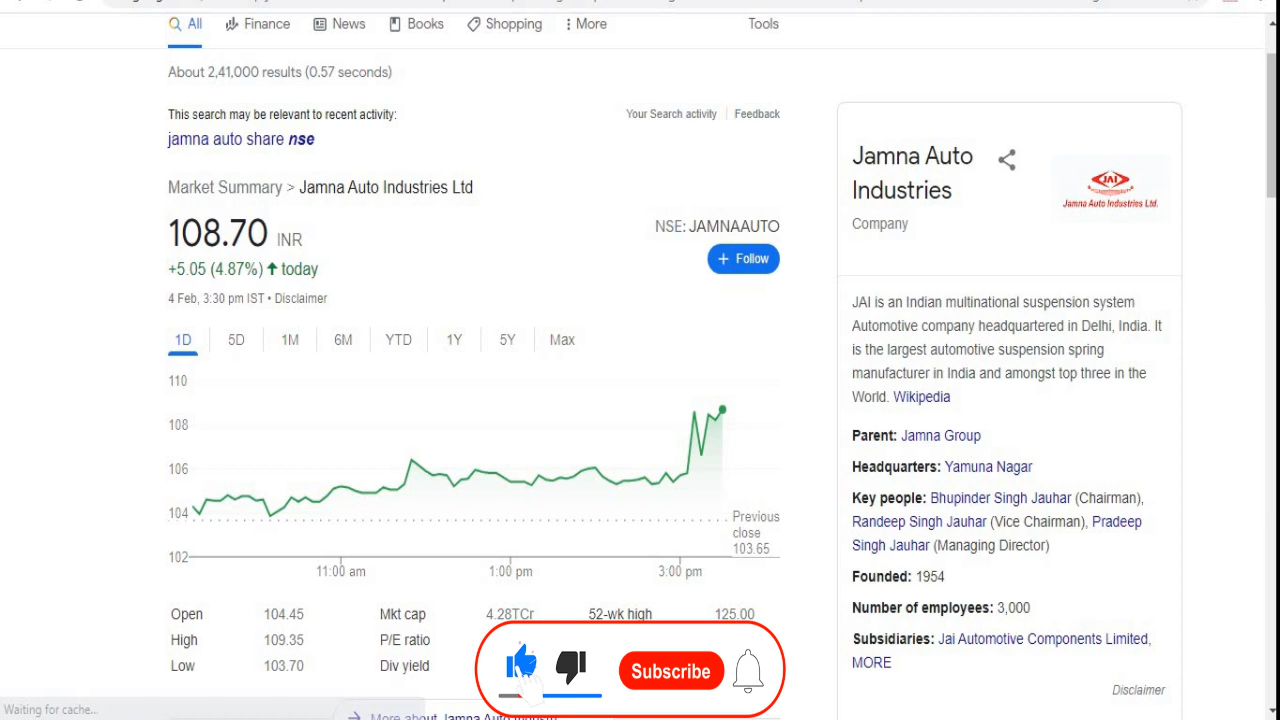 All
Finance
News
Books
Shopping
More
Tools
About 2,41,000 results (0.57 seconds)
This search may be relevant to recent activity:
Your Search activity
Feedback
jamna auto share nse
Market Summary > Jamna Auto Industries Ltd
108.70 INR
NSE: JAMNAAUTO
+5.05 (4.87%) today
+ Follow
4 Feb, 3:30 pm IST • Disclaimer
1D
5D
1M
6M
YTD
1Y
5Y
Max
110
108
106
104
102
Previous
close
103.65
11:00 am
1:00 pm
3:00 pm
Open 104.45
Mkt cap 4.28TCr
52-wk high 125.00
High 109.35
P/E ratio
Low 103.70
Div yield
Subscribe
More about Jamna Auto
Waiting for cache...
Jamna Auto
Industries
Company
JAI
Jamna Auto Industries Ltd.
JAI is an Indian multinational suspension system
Automotive company headquartered in Delhi, India. It
is the largest automotive suspension spring
manufacturer in India and amongst top three in the
World. Wikipedia
Parent: Jamna Group
Headquarters: Yamuna Nagar
Key people: Bhupinder Singh Jauhar (Chairman),
Randeep Singh Jauhar (Vice Chairman), Pradeep
Singh Jauhar (Managing Director)
Founded: 1954
Number of employees: 3,000
Subsidiaries: Jai Automotive Components Limited,
MORE
Disclaimer